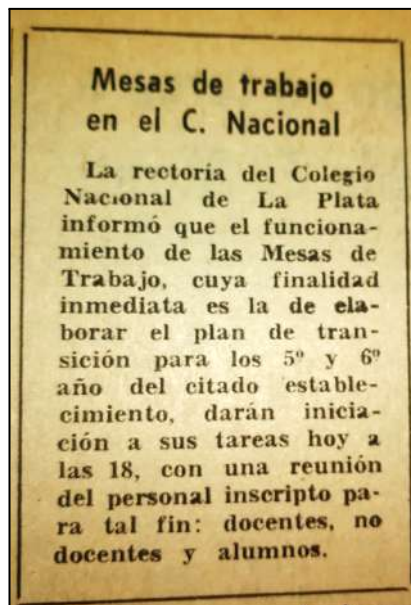 Mesas de trabajo
en el C. Nacional
La rectoría del Colegio
Nacional de La Plata
informó que el funciona-
miento de las Mesas de
Trabajo, cuya finalidad
inmediata es la de ela-
borar el plan de tran-
sición para los 5º y 6º
año del citado estable-
cimiento, darán inicia-
ción a sus tareas hoy a
las 18, con una reunión
del personal inscripto pa-
ra tal fin: docentes, no
docentes y alumnos.